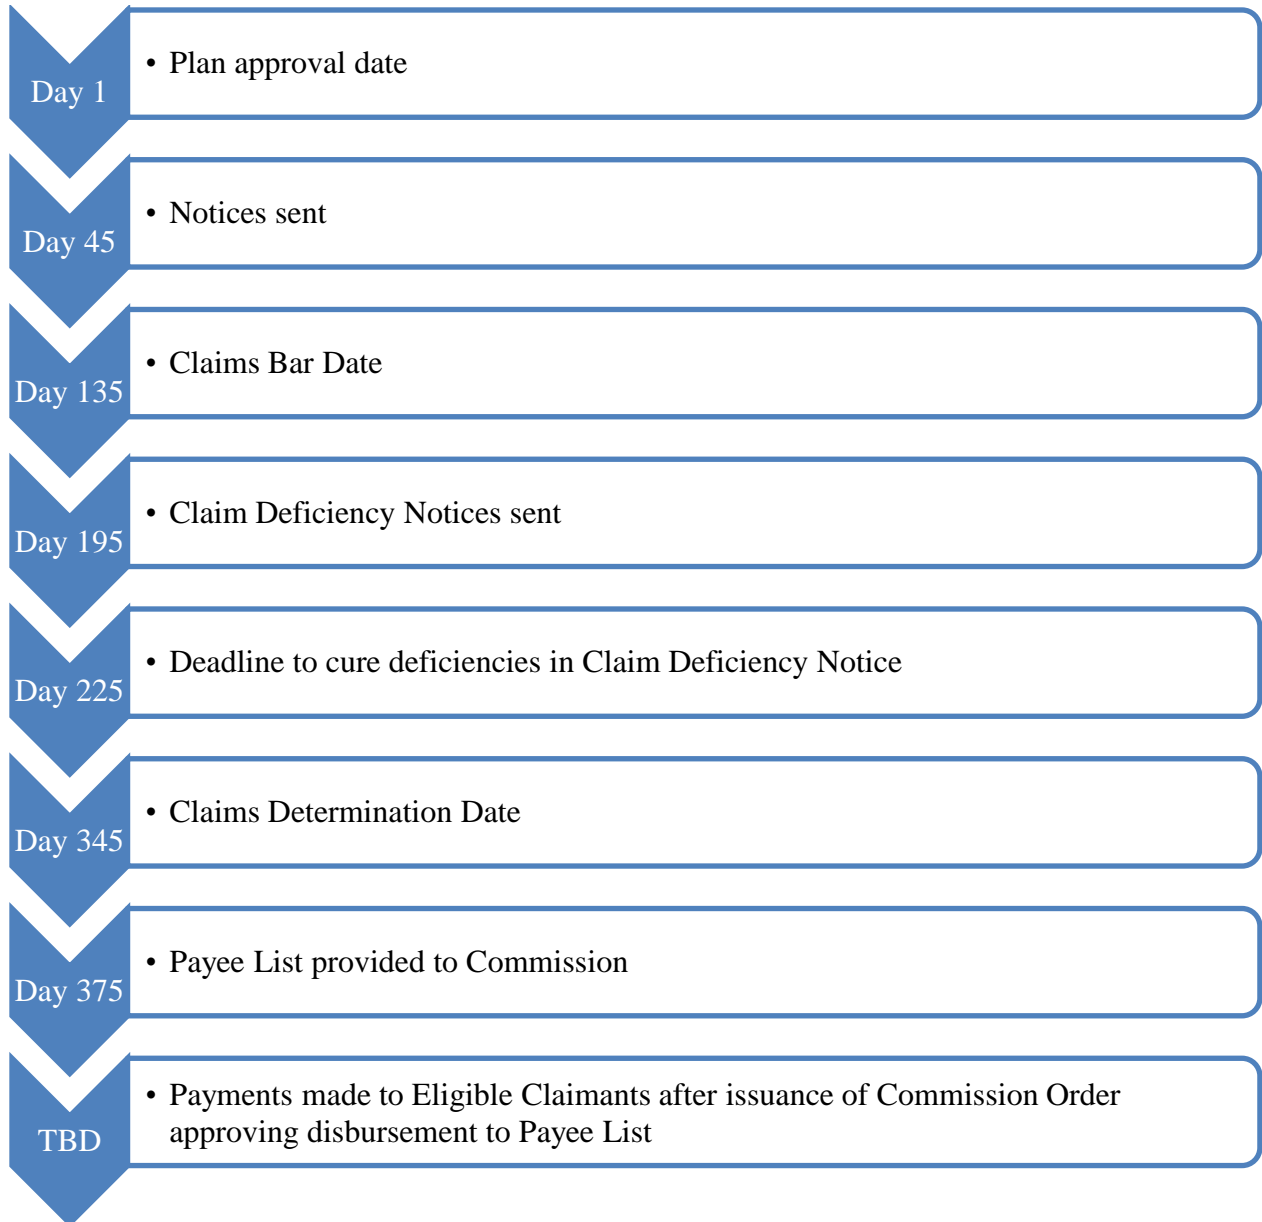 Day 1
• Plan approval date
Day 45
• Notices sent
Day 135
• Claims Bar Date
Day 195
• Claim Deficiency Notices sent
Day 225
• Deadline to cure deficiencies in Claim Deficiency Notice
Day 345
• Claims Determination Date
Day 375
• Payee List provided to Commission
TBD
• Payments made to Eligible Claimants after issuance of Commission Order
approving disbursement to Payee List